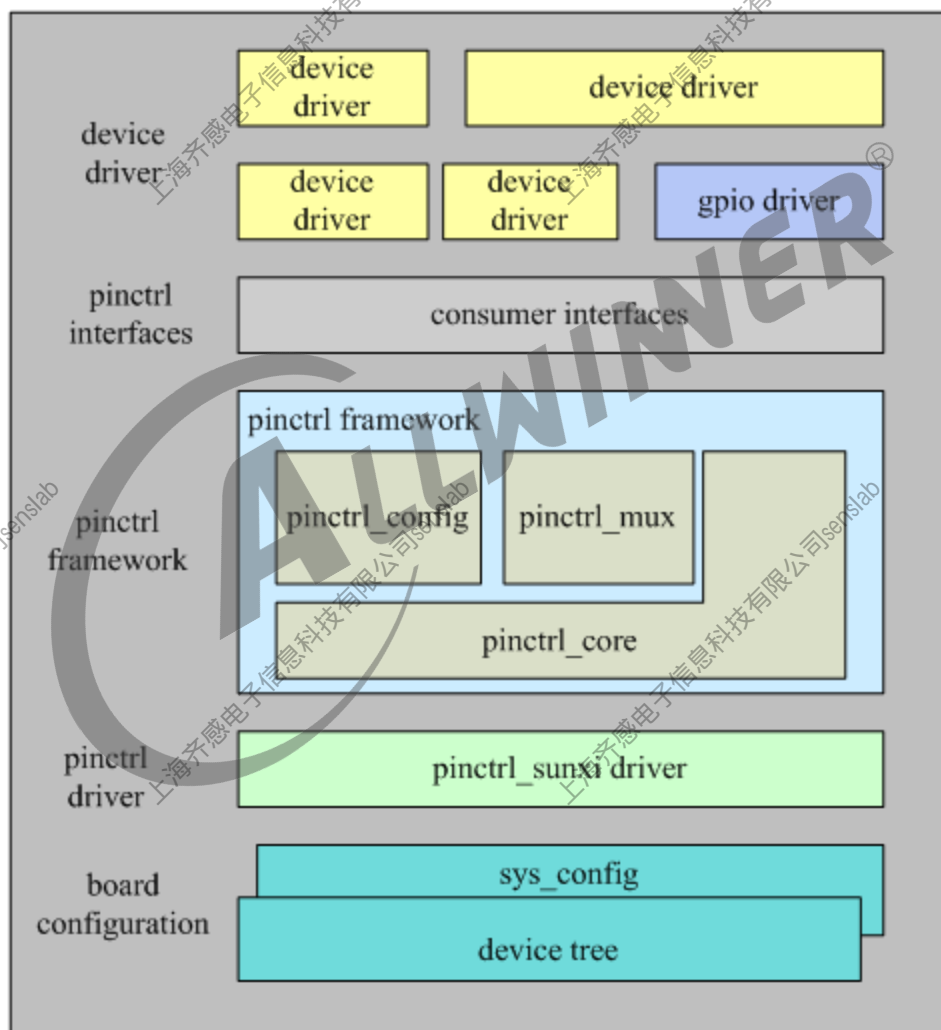 device
driver
device driver
device
driver
device
driver
device
driver
gpio driver
pinctrl
interfaces
consumer interfaces
pinctrl framework
pinctrl_config
pinctrl_mux
pinctrl
framework
pinctrl_core
pinctrl
driver
pinctrl_sunxi driver
board
configuration
sys_config
device tree
ALLWINNER®
上海齐感电子信息科技有限公司senslab
上海齐感电子信息科技有限公司senslab